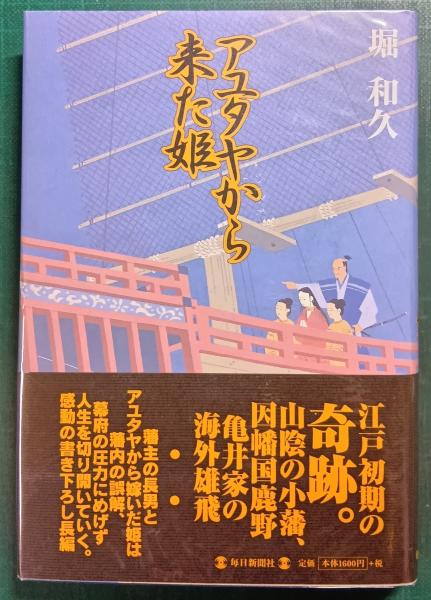 堀 和久
アユタヤから
来た姫
江戸初期の
奇跡。
山陰の小藩、
因幡国鹿野
亀井家の
海外雄飛
藩主の長男と
アユタヤから嫁いだ姫は
藩内の誤解、
幕府の圧力にめげず
人生を切り開いていく。
感動の書き下ろし長編
毎日新聞社
定価 本体1600円 +税